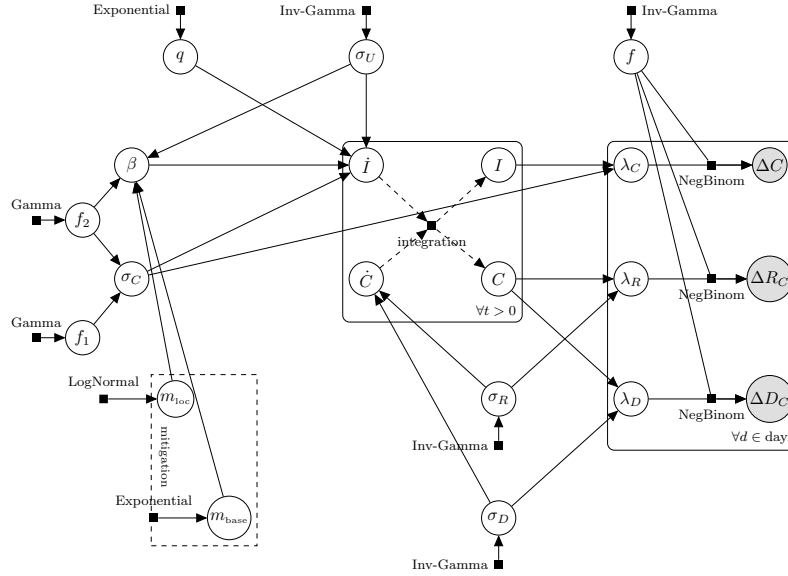 Exponential
Inv-Gamma
Inv-Gamma
q
σ_U
f
β
İ
I
λ_C
ΔC
NegBinom
Gamma
f_2
integration
σ_C
Ċ
C
λ_R
ΔR_C
NegBinom
∀t > 0
Gamma
f_1
LogNormal
m_loc
σ_R
λ_D
ΔD_C
NegBinom
mitigation
Inv-Gamma
∀d ∈ days
Exponential
m_base
σ_D
Inv-Gamma